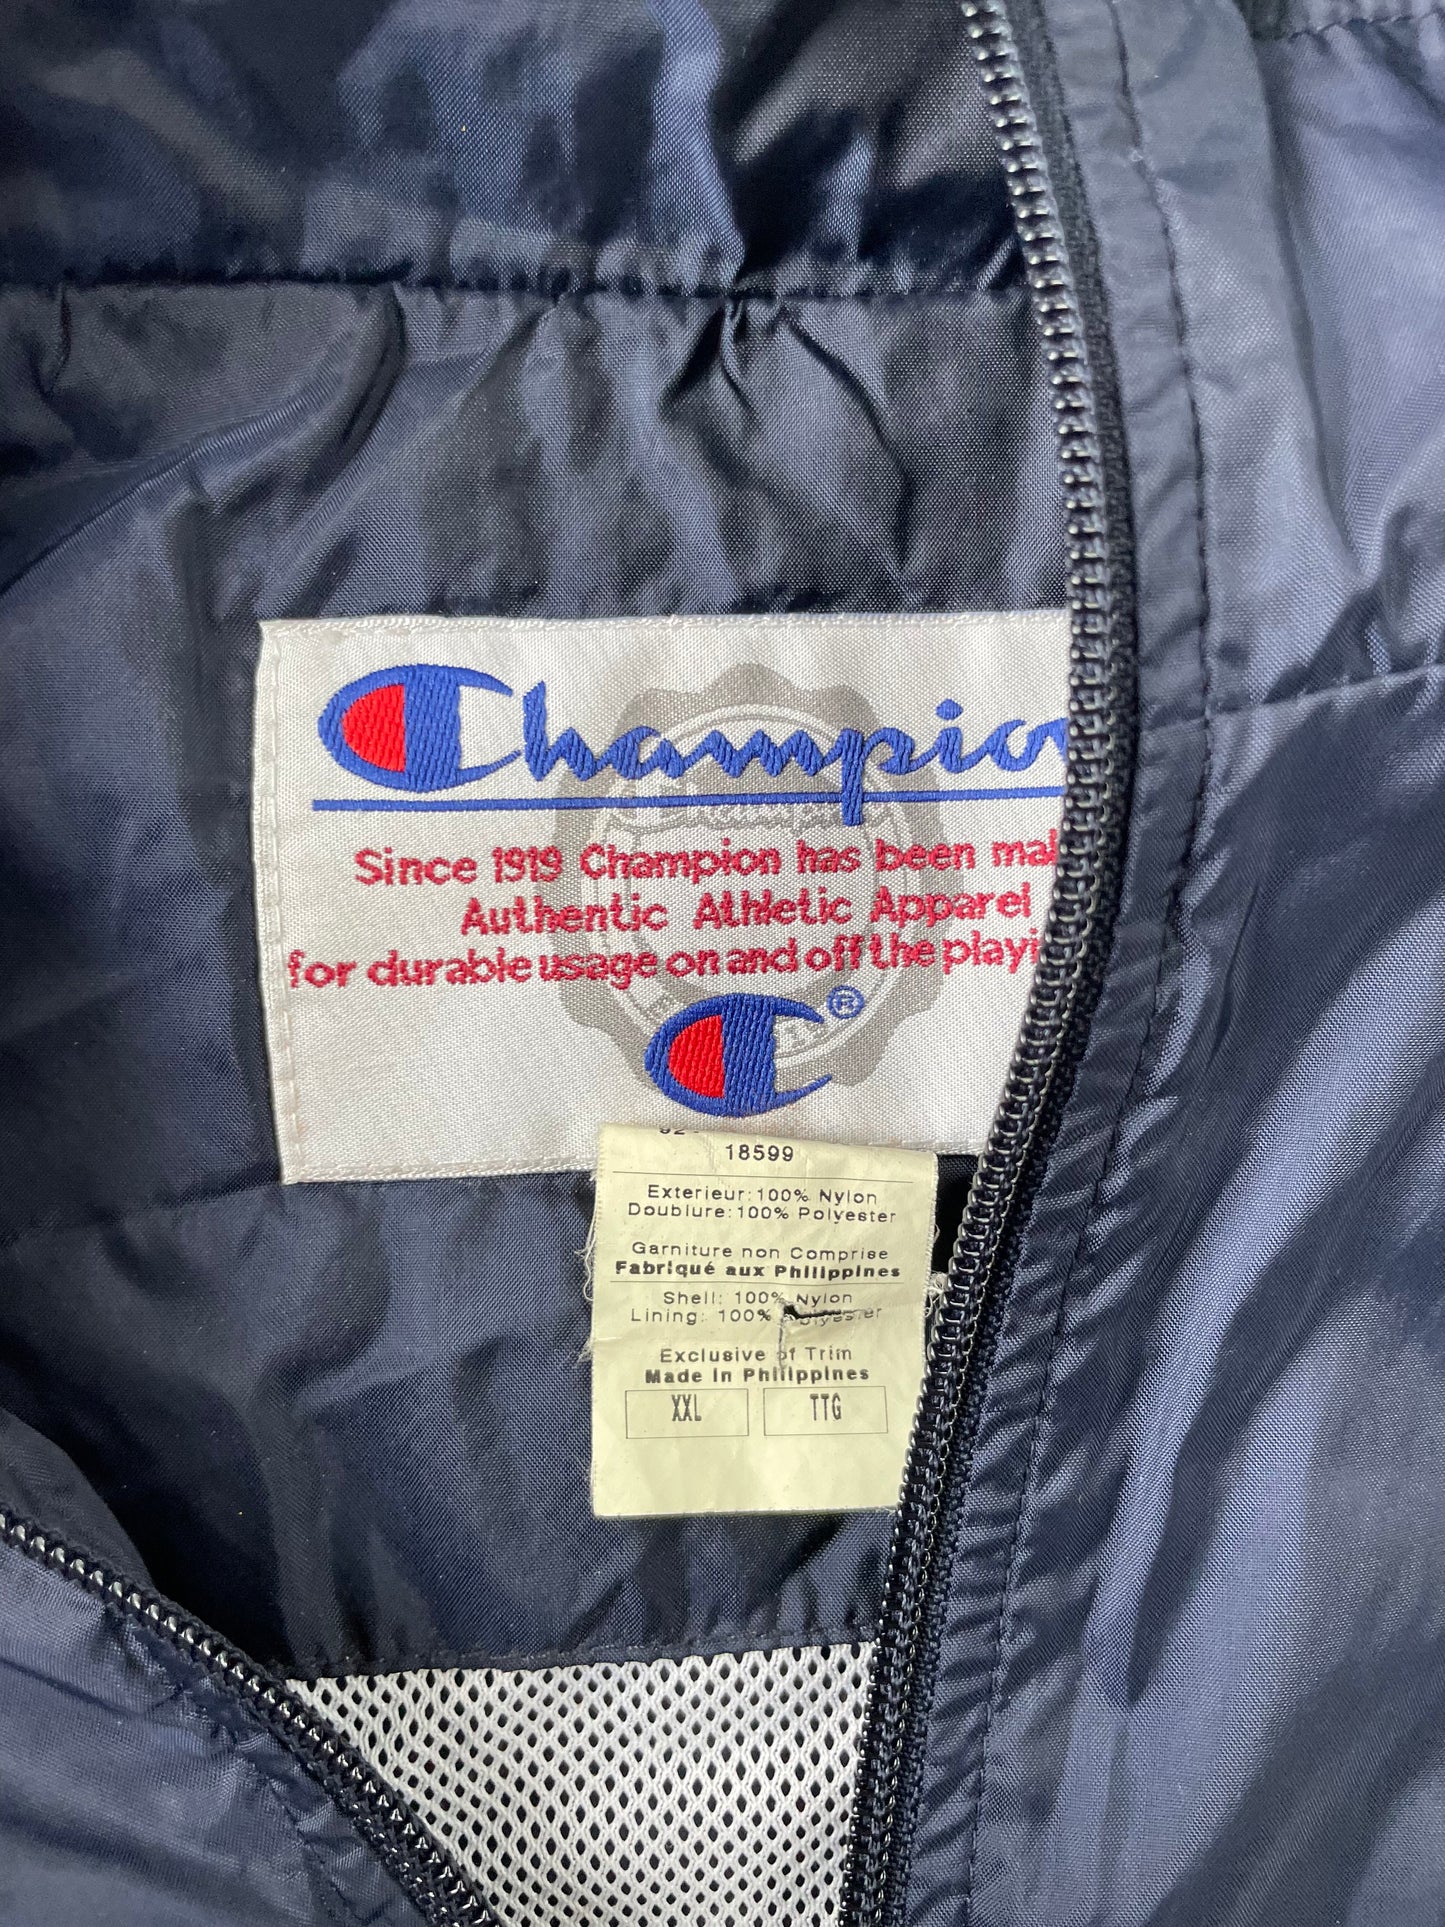 Champion
Since 1919 Champion has been
Authentic Athletic Apparel
for durable usage on and off the
®
18599
Exterieur: 100% Nylon
Doublure: 100% Polyester
Garniture non Comprise
Fabriqué aux Philippines
Shell: 100% Nylon
Lining: 100% Polyester
Exclusive of Trim
Made in Philippines
XXL TTG